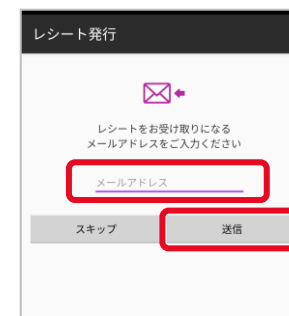 レシート発行
レシートをお受け取りになる
メールアドレスをご入力ください
メールアドレス
スキップ 送信